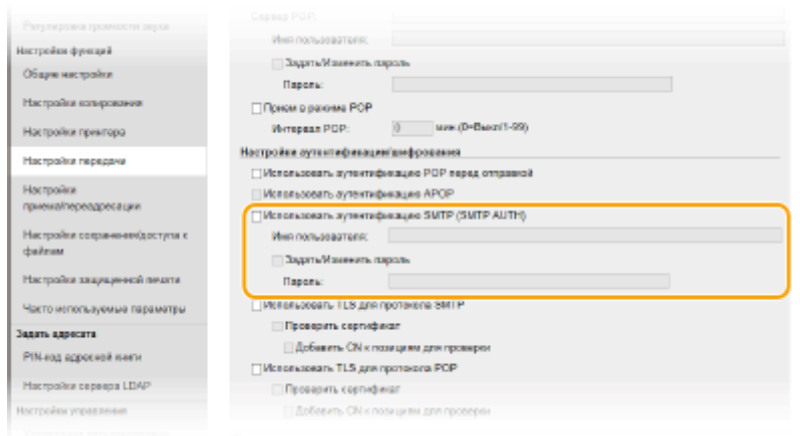 Регулировка громкости звука
Настройки функций
Общие настройки
Настройки копирования
Настройки принтера
Настройки передачи
Настройки
приема/переадресации
Настройки сохранения/доступа к
файлам
Настройки защищенной печати
Часто используемые параметры
Задать адресата
PIN-код адресной книги
Настройки сервера LDAP
Настройки управления
Сервер POP:
Имя пользователя:
Задать/Изменить пароль
Пароль:
Прием в режиме POP
Интервал POP:
0
мин.(0=Выкл/1-99)
Настройки аутентификации/шифрования
Использовать аутентификацию POP перед отправкой
Использовать аутентификацию APOP
Использовать аутентификацию SMTP (SMTP AUTH)
Имя пользователя:
Задать/Изменить пароль
Пароль:
Использовать TLS для протокола SMTP
Проверить сертификат
Добавить CN к позициям для проверки
Использовать TLS для протокола POP
Проверить сертификат
Добавить CN к позициям для проверки